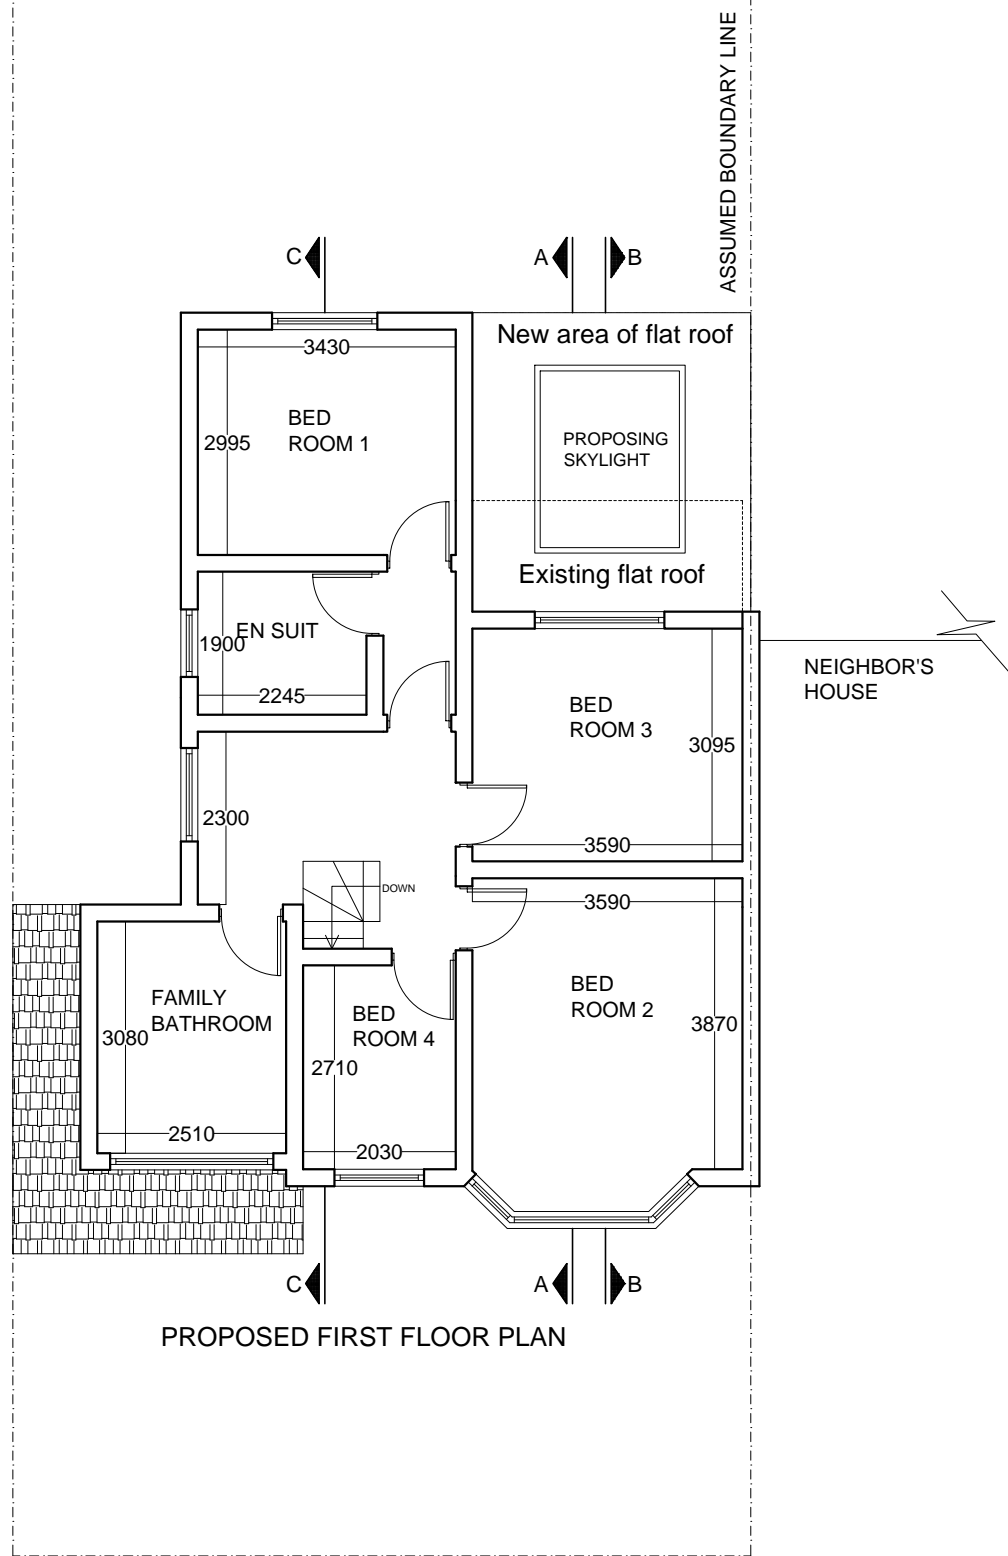 ASSUMED BOUNDARY LINE
C
A
B
New area of flat roof
3430
BED
ROOM 1
2995
PROPOSING
SKYLIGHT
Existing flat roof
EN SUIT
1900
2245
NEIGHBOR'S
HOUSE
BED
ROOM 3
3095
2300
3590
DOWN
3590
BED
ROOM 2
3870
FAMILY
BATHROOM
3080
2510
BED
ROOM 4
2710
2030
C
A
B
PROPOSED FIRST FLOOR PLAN